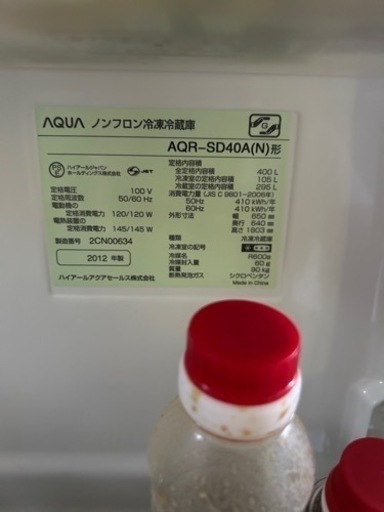 AQUA ノンフロン冷凍冷蔵庫
AQR-SD40A(N)形
ハイアールジャパン
ホールディングス株式会社
JET
定格電圧 100 V
定格周波数 50/60 Hz
電動機の
定格消費電力 120/120 W
電熱装置の
定格消費電力 145/145 W
製造番号 2CN00634
2012 年製
ハイアールアクアセールス株式会社
定格内容積
全定格内容積 400 L
冷凍室の定格内容積 105 L
冷蔵室の定格内容積 295 L
消費電力量 (JIS C 9801-2006年)
50Hz 410 kWh/年
60Hz 410 kWh/年
外形寸法 幅 650 mm
奥行 640 mm
高さ 1803 mm
種類 冷凍冷蔵庫
冷凍室の記号
冷媒名 R600a
冷媒封入量 60 g
質量 90 kg
断熱発泡ガス シクロペンタン
Made in China